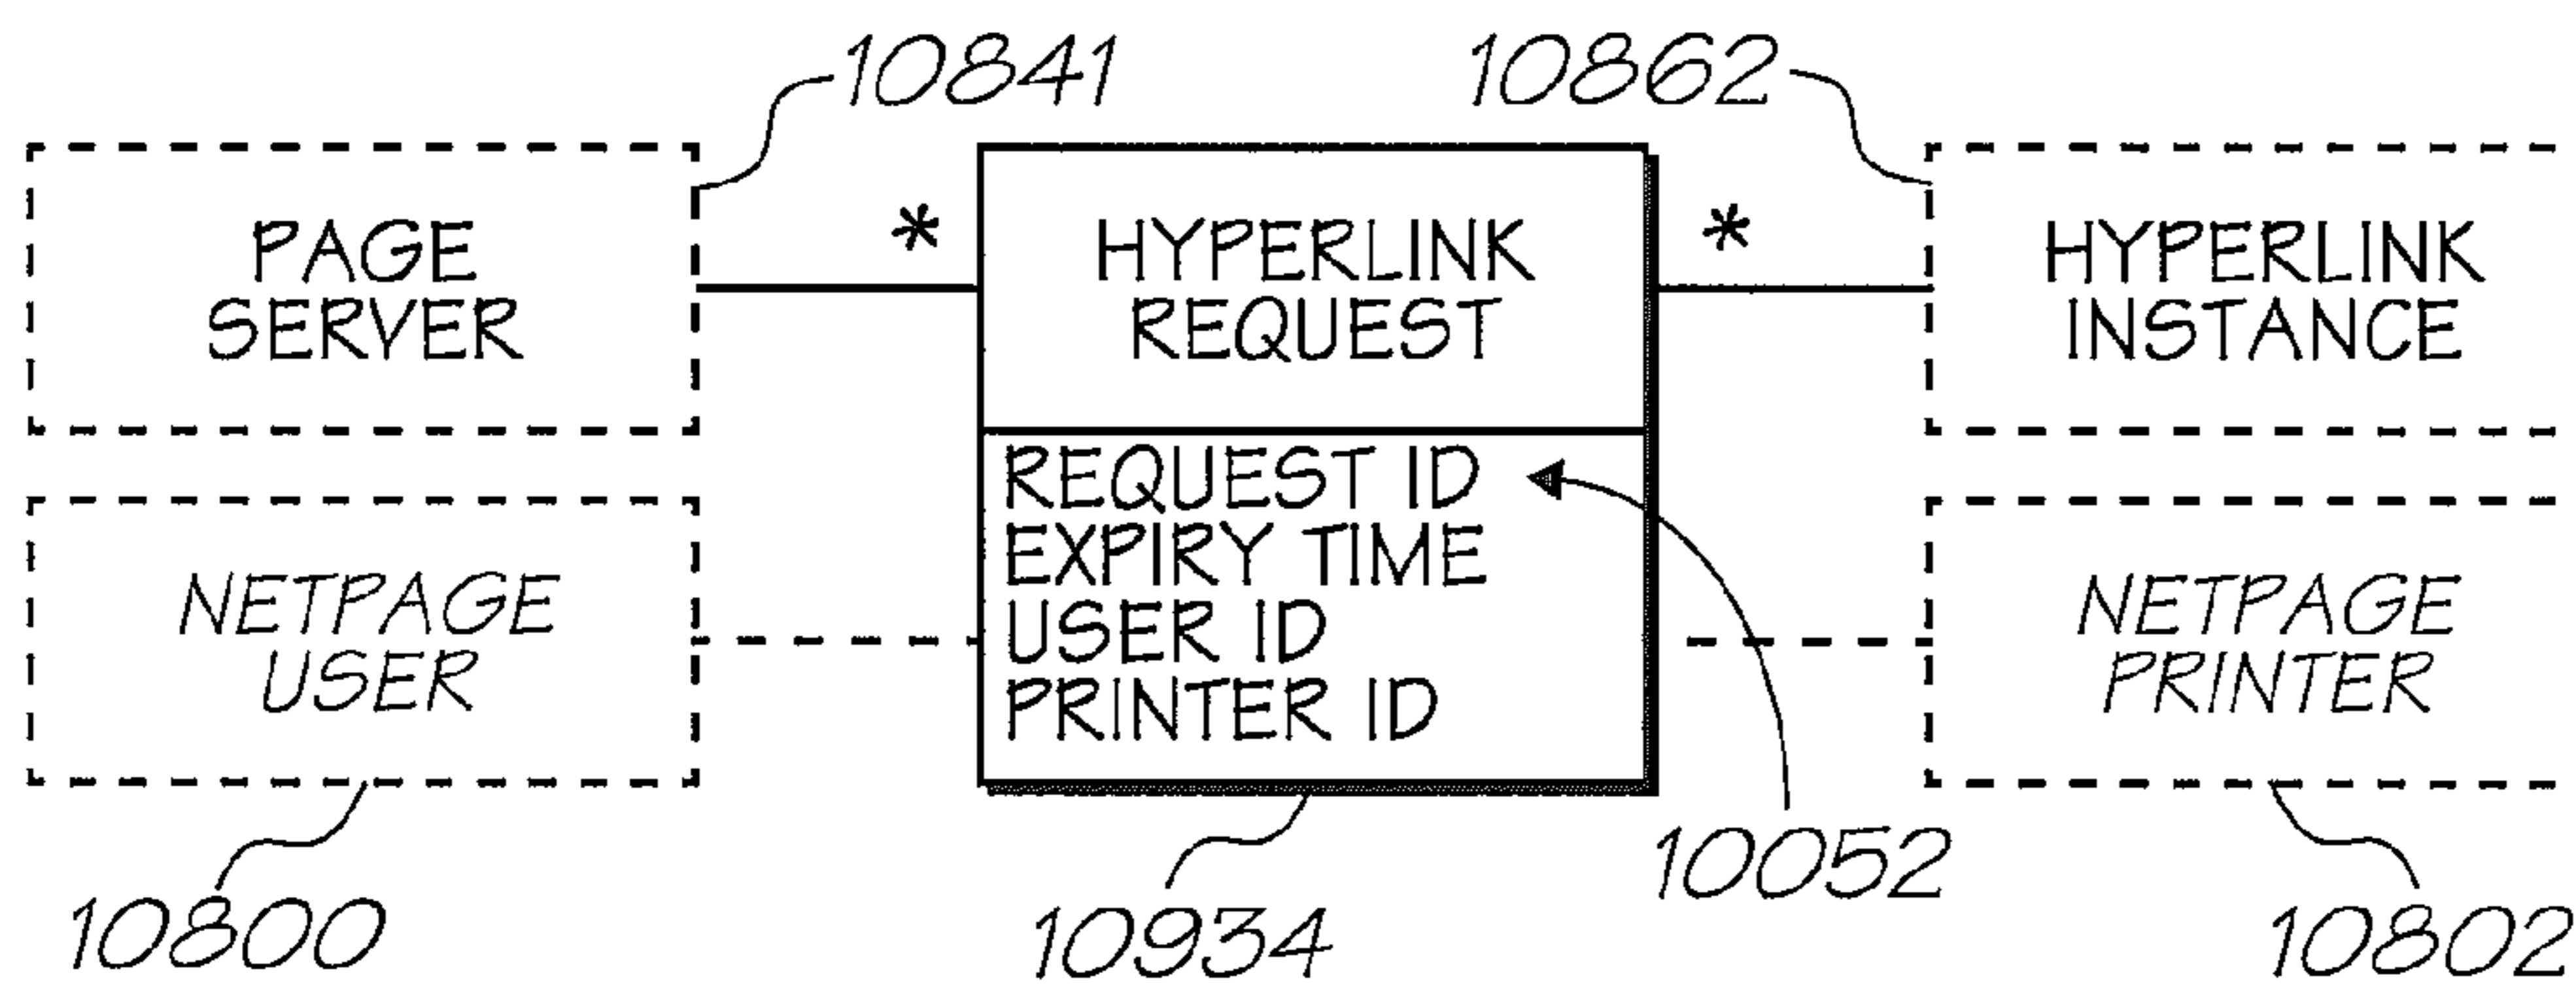 10841
10862
PAGE
SERVER
*
HYPERLINK
REQUEST
*
HYPERLINK
INSTANCE
REQUEST ID
EXPIRY TIME
USER ID
PRINTER ID
NETPAGE
USER
NETPAGE
PRINTER
10052
10800
10934
10802